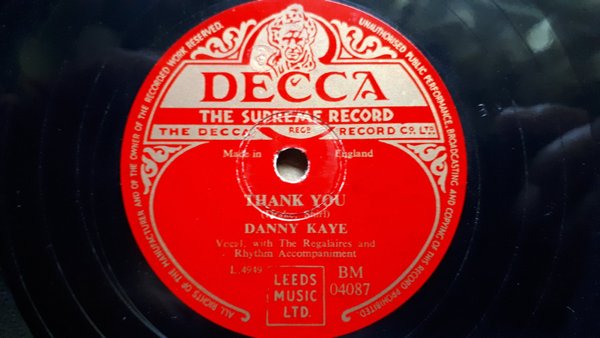 ALL RIGHTS OF THE MANUFACTURER AND OF THE OWNER OF THE RECORDED WORK RESERVED.
UNAUTHORISED PUBLIC PERFORMANCE, BROADCASTING AND COPYING OF THIS RECORD PROHIBITED.
DECCA
THE SUPREME RECORD
THE DECCA REGD RECORD CO. LTD.
Made in England
THANK YOU
DANNY KAYE
Vocal, with The Regalaires and
Rhythm Accompaniment
L.4949
BM
04087
LEEDS
MUSIC
LTD.